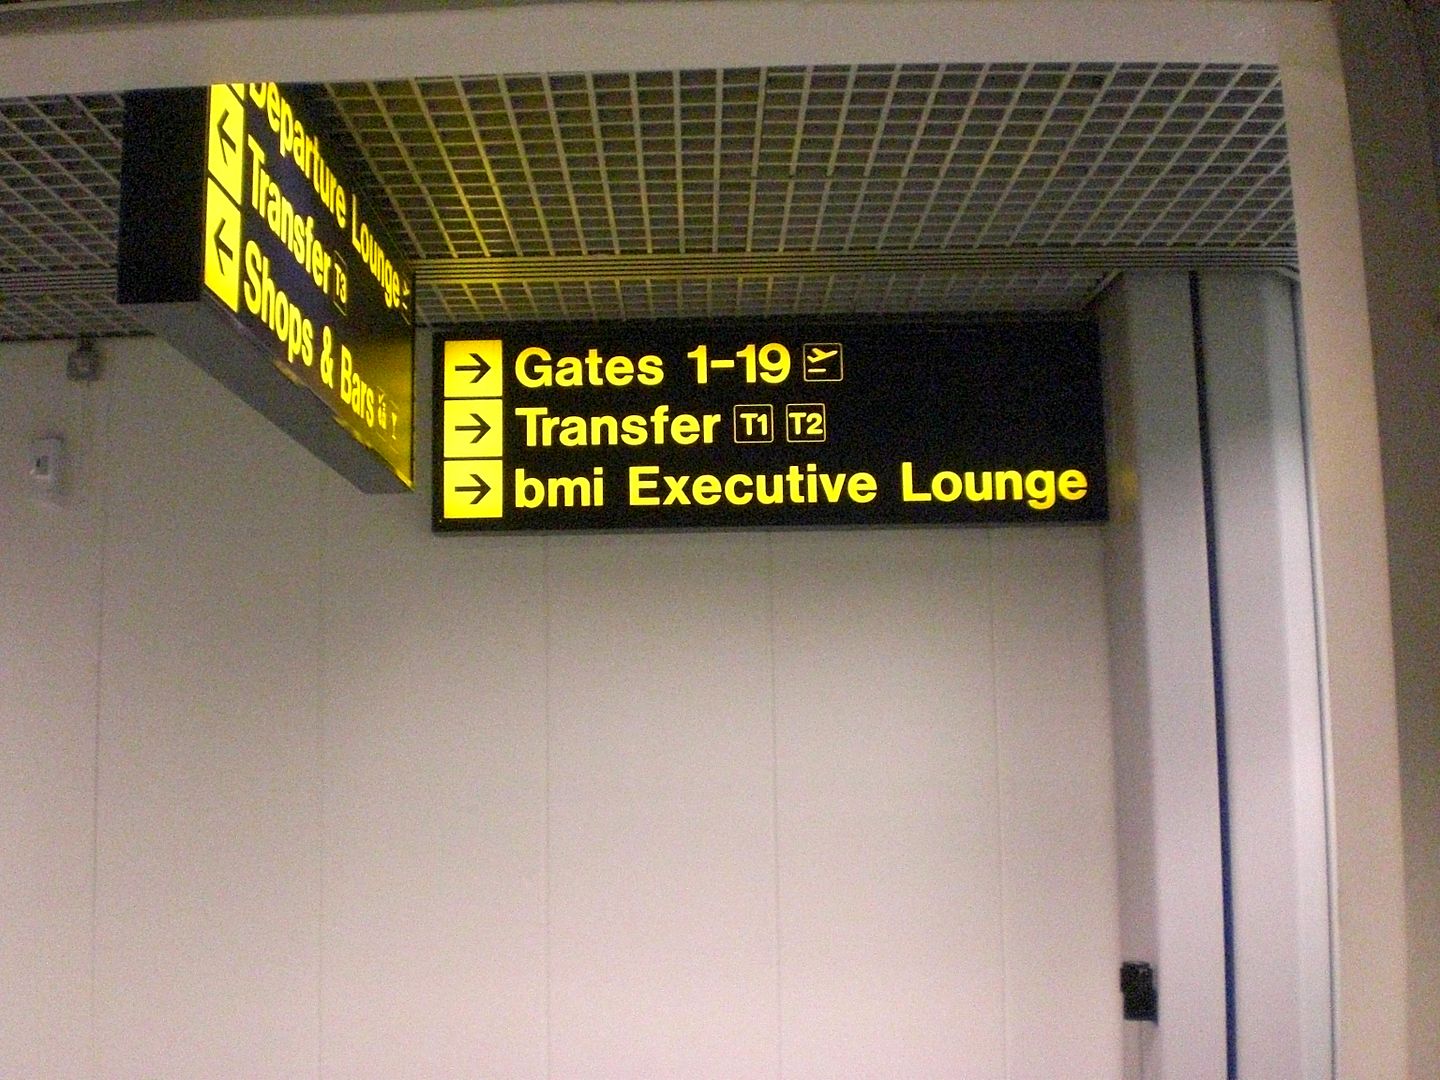 Departure Lounge
Transfer T3
Shops & Bars
Gates 1-19
Transfer T1 T2
bmi Executive Lounge